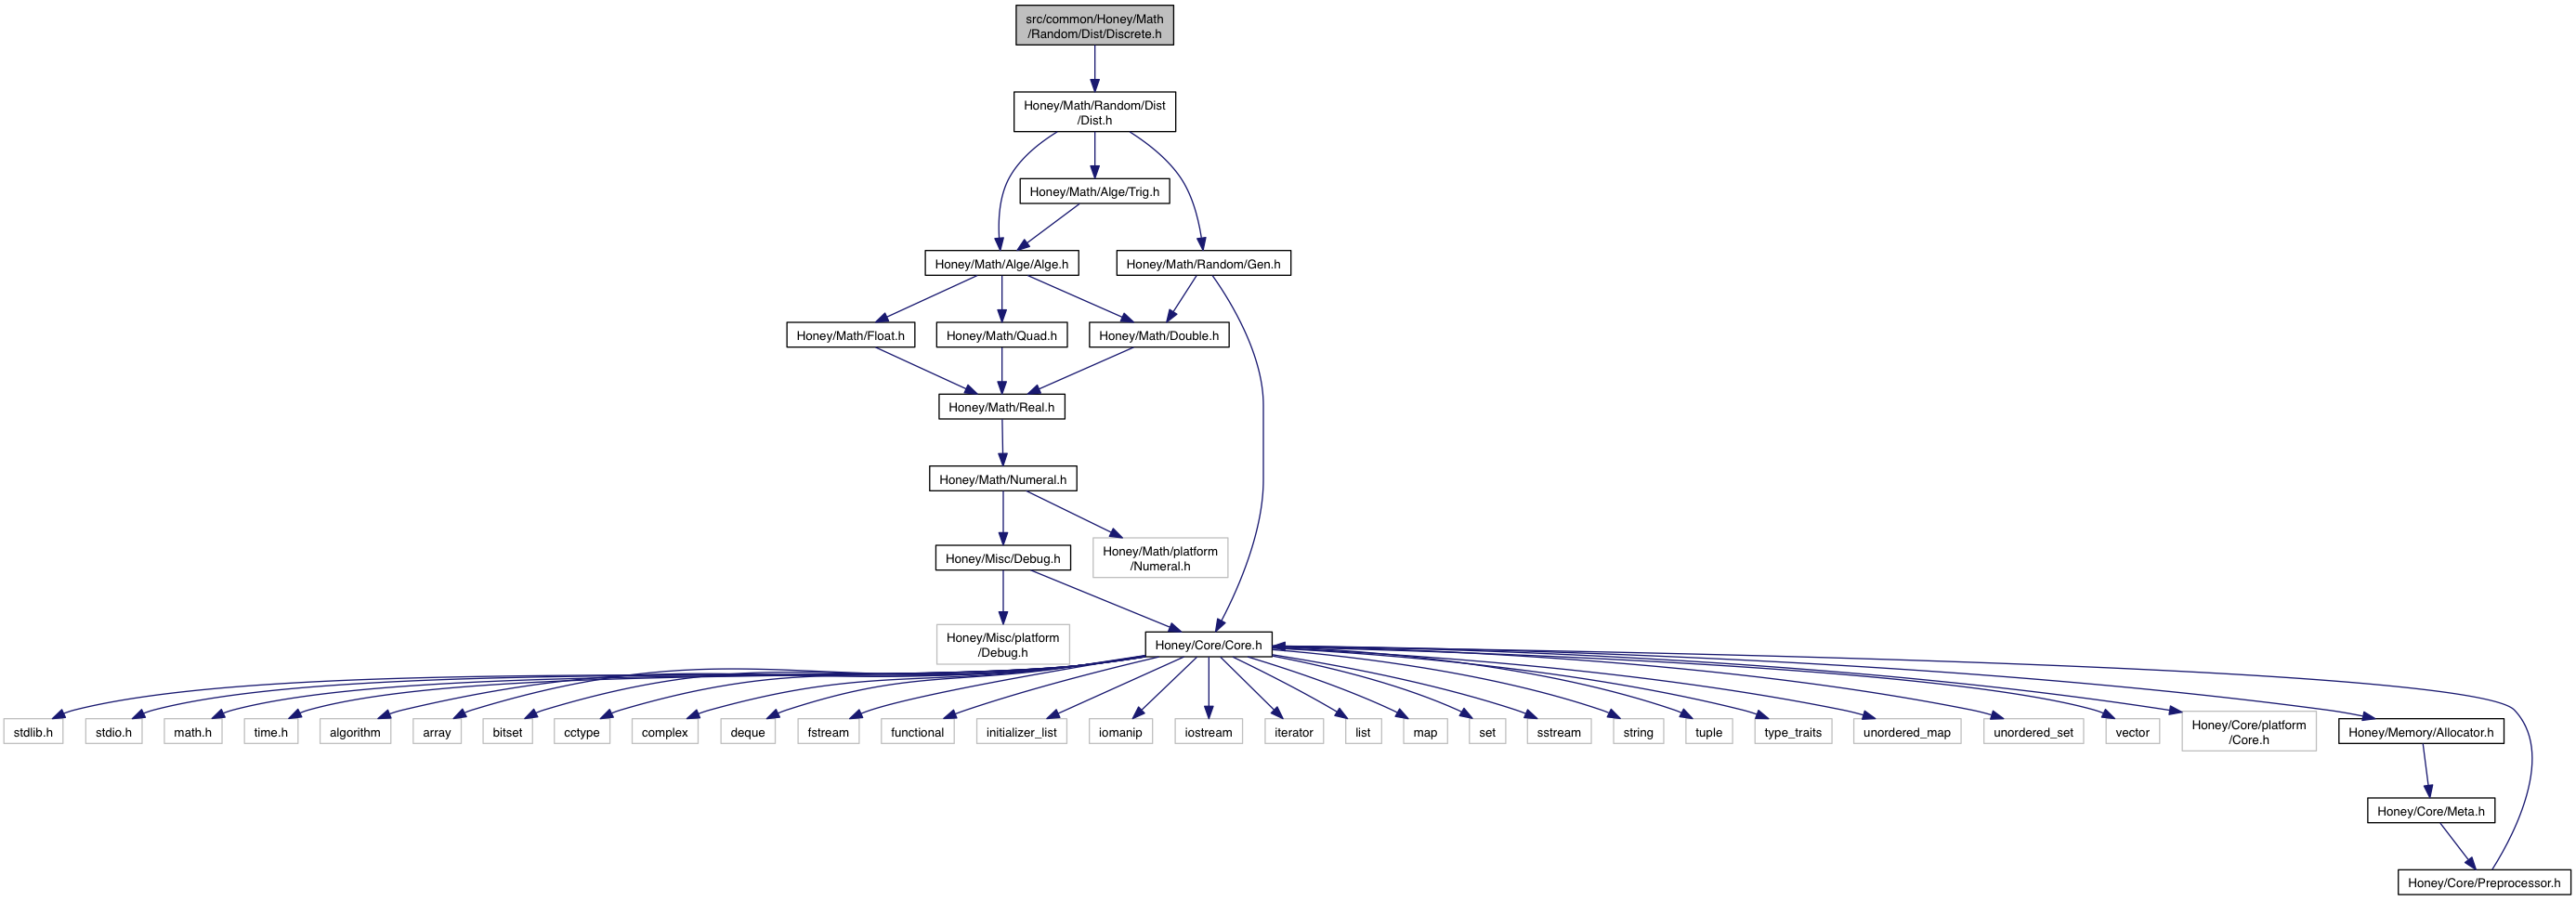 src/common/Honey/Math
/Random/Dist/Discrete.h
Honey/Math/Random/Dist
/Dist.h
Honey/Math/Alge/Trig.h
Honey/Math/Alge/Alge.h
Honey/Math/Random/Gen.h
Honey/Math/Float.h
Honey/Math/Quad.h
Honey/Math/Double.h
Honey/Math/Real.h
Honey/Math/Numeral.h
Honey/Misc/Debug.h
Honey/Math/platform
/Numeral.h
Honey/Misc/platform
/Debug.h
Honey/Core/Core.h
stdlib.h
stdio.h
math.h
time.h
algorithm
array
bitset
cctype
complex
deque
fstream
functional
initializer_list
iomanip
iostream
iterator
list
map
set
sstream
string
tuple
type_traits
unordered_map
unordered_set
vector
Honey/Core/platform
/Core.h
Honey/Memory/Allocator.h
Honey/Core/Meta.h
Honey/Core/Preprocessor.h